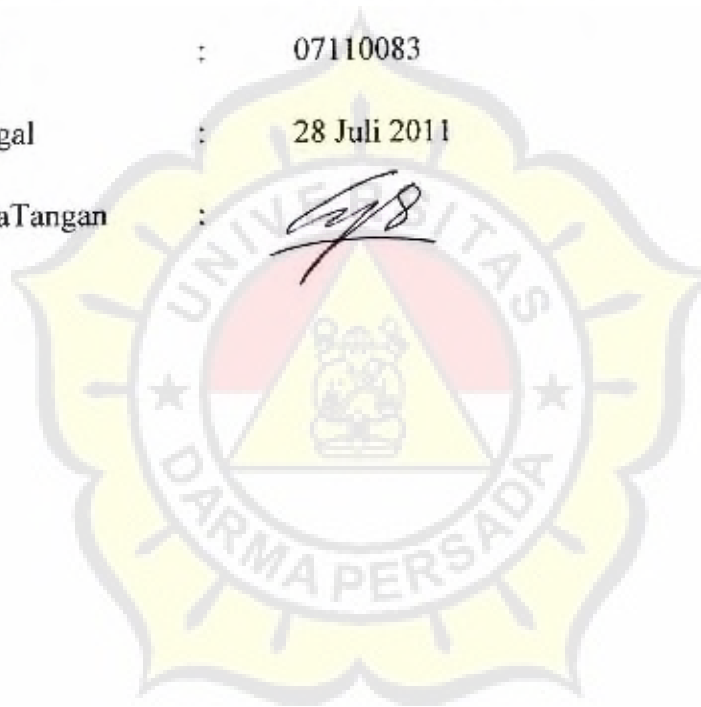 : 07110083
gal : 28 Juli 2011
aTangan :
UNIVERSITAS
DARMA PERSADA